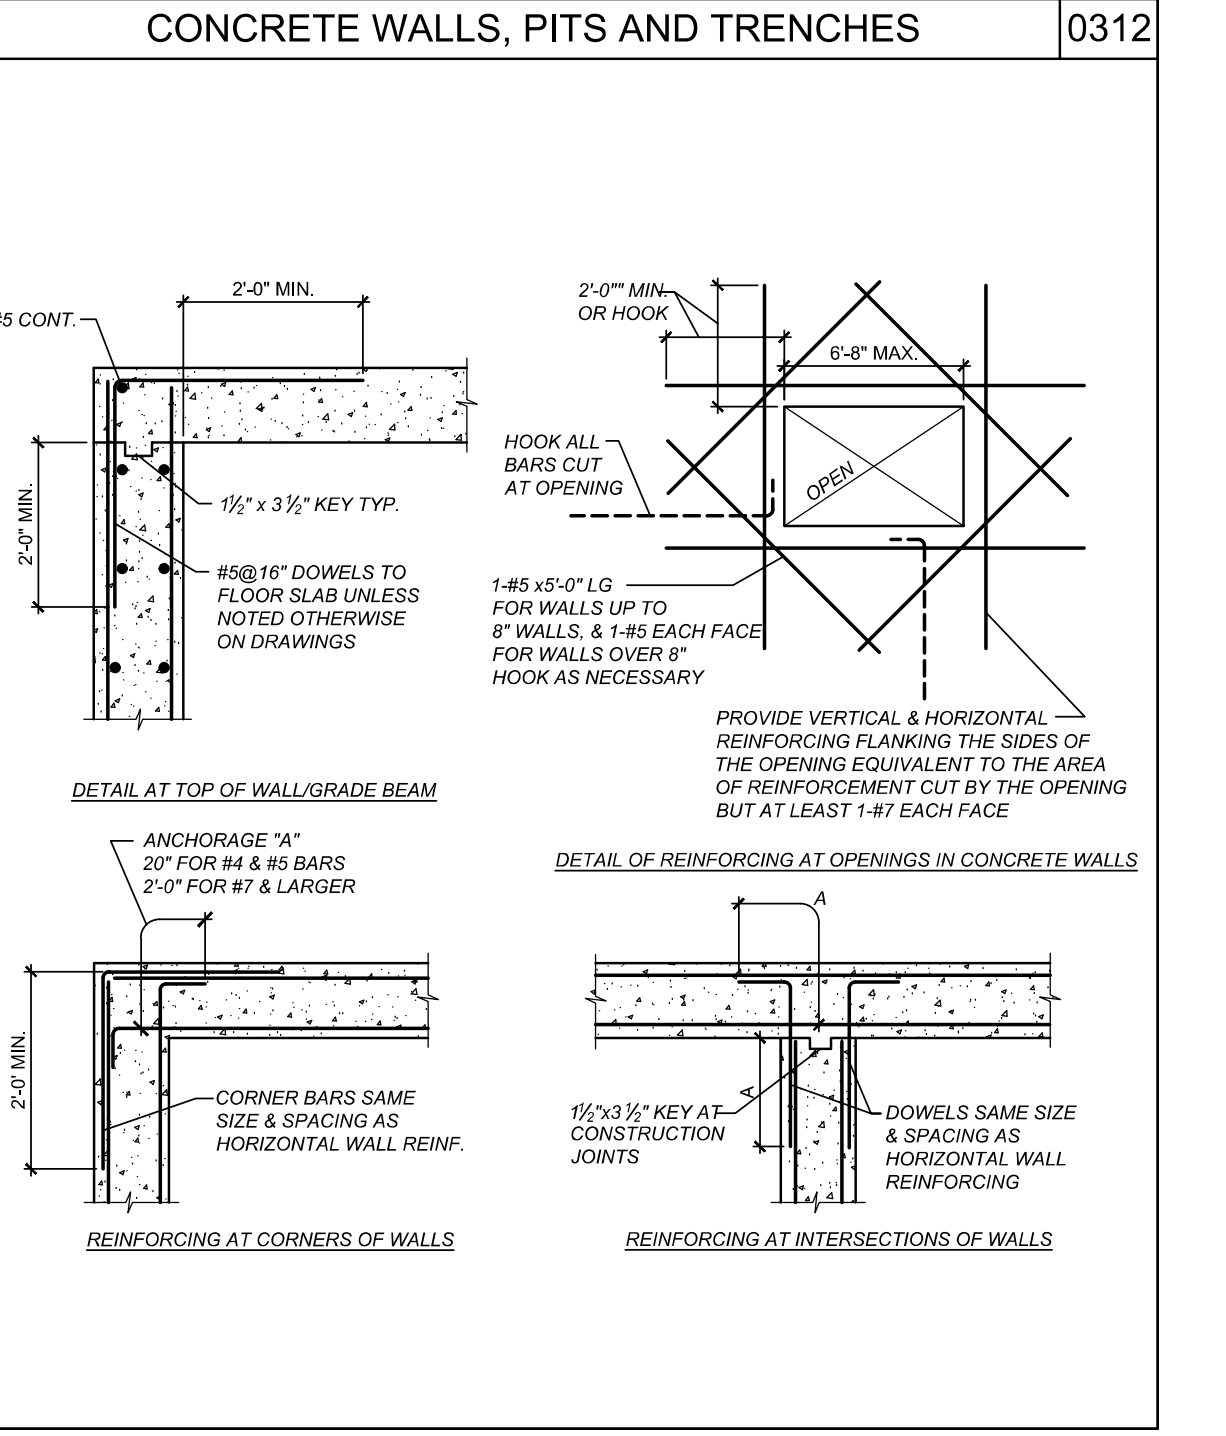 CONCRETE WALLS, PITS AND TRENCHES
0312
2'-0" MIN.
#5 CONT.
2'-0" MIN.
1½" x 3½" KEY TYP.
#5@16" DOWELS TO
FLOOR SLAB UNLESS
NOTED OTHERWISE
ON DRAWINGS
DETAIL AT TOP OF WALL/GRADE BEAM
2'-0"" MIN.
OR HOOK
6'-8" MAX.
HOOK ALL
BARS CUT
AT OPENING
OPEN
1-#5 x5'-0" LG
FOR WALLS UP TO
8" WALLS, & 1-#5 EACH FACE
FOR WALLS OVER 8"
HOOK AS NECESSARY
PROVIDE VERTICAL & HORIZONTAL
REINFORCING FLANKING THE SIDES OF
THE OPENING EQUIVALENT TO THE AREA
OF REINFORCEMENT CUT BY THE OPENING
BUT AT LEAST 1-#7 EACH FACE
DETAIL OF REINFORCING AT OPENINGS IN CONCRETE WALLS
ANCHORAGE "A"
20" FOR #4 & #5 BARS
2'-0" FOR #7 & LARGER
2'-0' MIN.
CORNER BARS SAME
SIZE & SPACING AS
HORIZONTAL WALL REINF.
REINFORCING AT CORNERS OF WALLS
A
A
1½"x3½" KEY AT
CONSTRUCTION
JOINTS
DOWELS SAME SIZE
& SPACING AS
HORIZONTAL WALL
REINFORCING
REINFORCING AT INTERSECTIONS OF WALLS